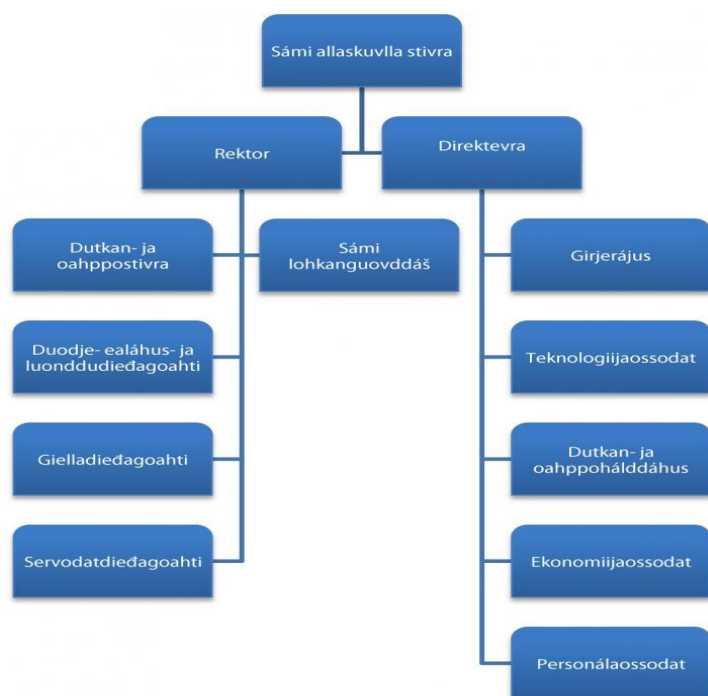 Sámi allaskuvlla stivra
Rektor
Direktevra
Dutkan- ja
oahppostivra
Sámi
lohkanguovddáš
Girjerájus
Duodje- ealáhus- ja
luonddudieđagoahti
Teknologiijaossodat
Gielladieđagoahti
Dutkan- ja
oahppohálddáhus
Servodatdieđagoahti
Ekonomiijaossodat
Personálaossodat